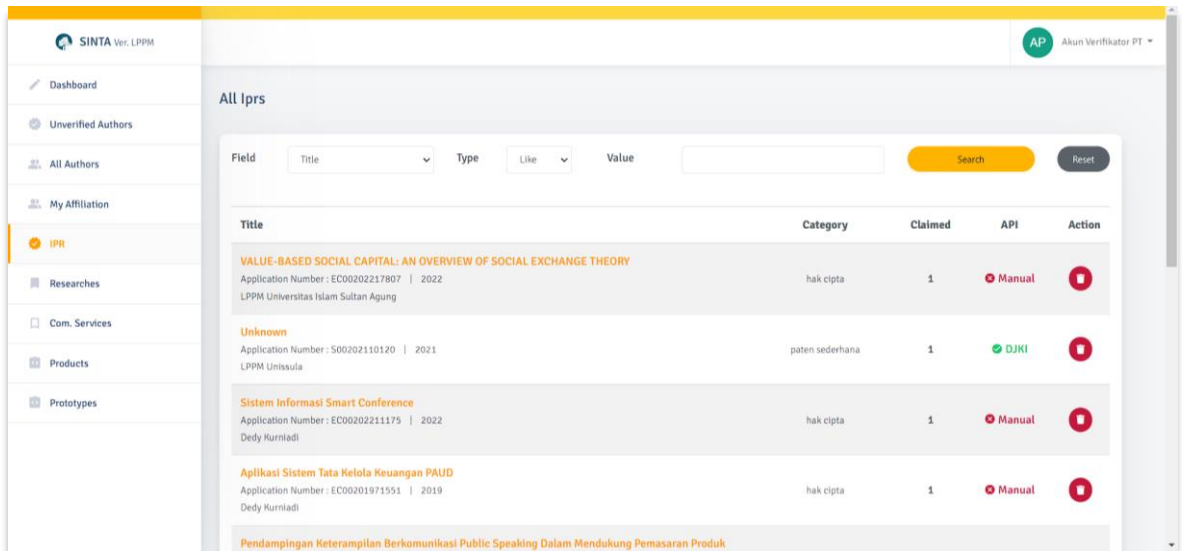 SINTA Ver. LPPM
AP Akun Verifikator PT
Dashboard
Unverified Authors
All Authors
My Affiliation
IPR
Researches
Com. Services
Products
Prototypes
All Iprs
Field Title Type Like Value Search Reset
Title Category Claimed API Action
VALUE-BASED SOCIAL CAPITAL: AN OVERVIEW OF SOCIAL EXCHANGE THEORY
Application Number : EC00202217807 | 2022 hak cipta 1 Manual
LPPM Universitas Islam Sultan Agung
Unknown
Application Number : S00202110120 | 2021 paten sederhana 1 DJKI
LPPM Unissula
Sistem Informasi Smart Conference
Application Number : EC00202211175 | 2022 hak cipta 1 Manual
Dedy Kurniadi
Aplikasi Sistem Tata Kelola Keuangan PAUD
Application Number : EC00201971551 | 2019 hak cipta 1 Manual
Dedy Kurniadi
Pendampingan Keterampilan Berkomunikasi Public Speaking Dalam Mendukung Pemasaran Produk